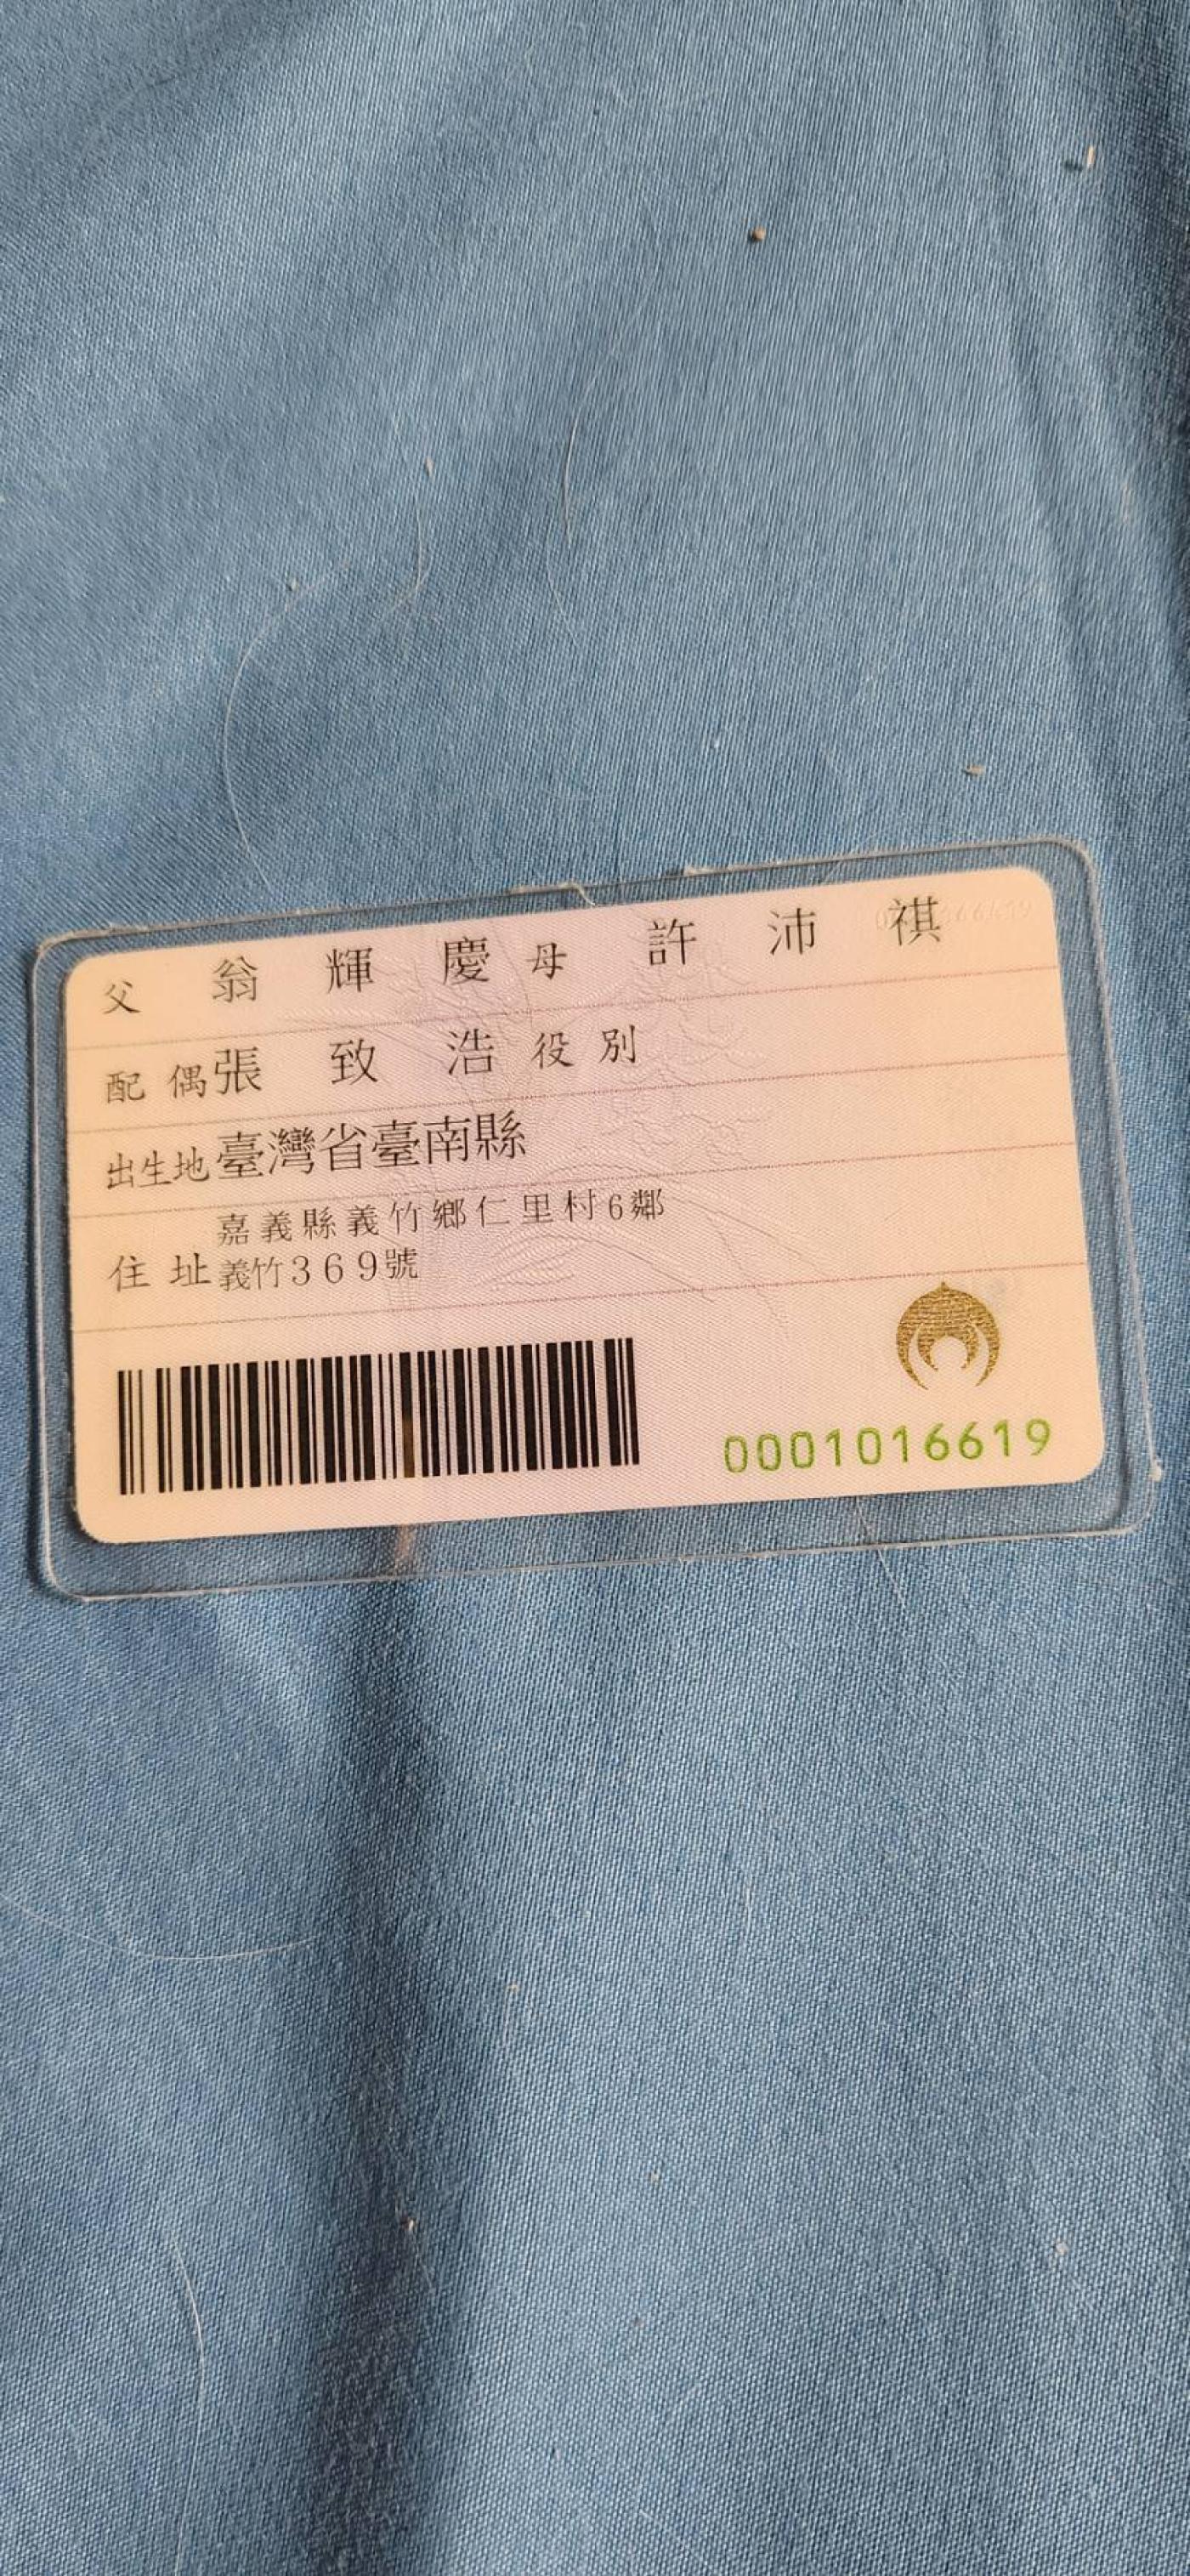 父 翁輝慶 母 許沛祺
配偶 張致浩 役別
出生地 臺灣省臺南縣
住址 嘉義縣義竹鄉仁里村6鄰
義竹369號
0001016619